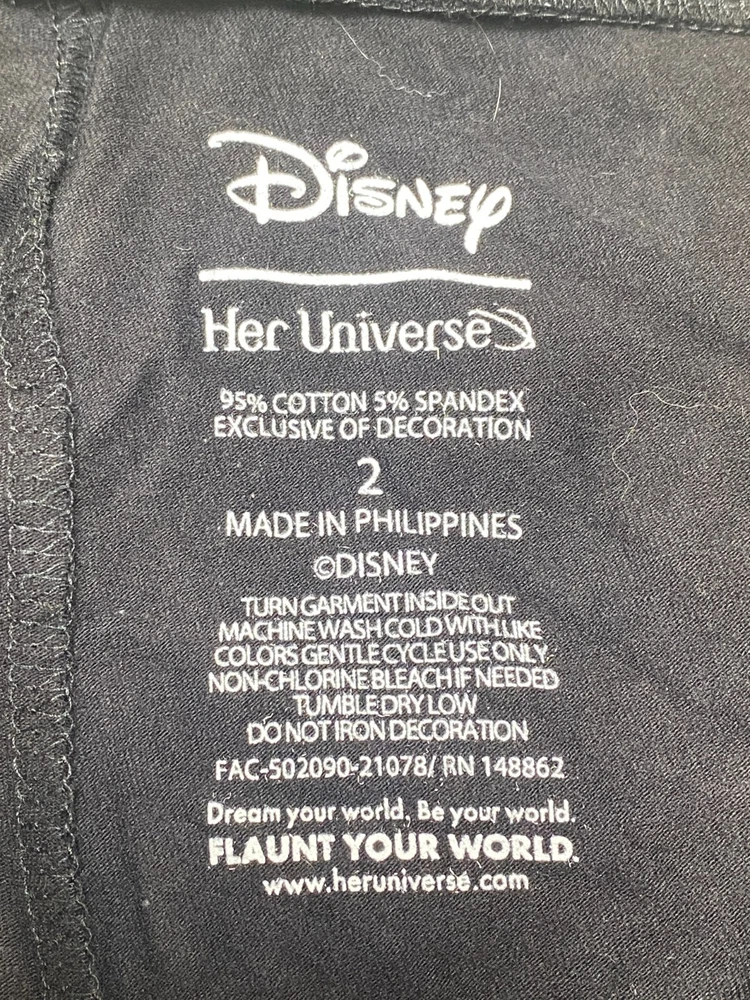 Disney
Her Universe
95% COTTON 5% SPANDEX
EXCLUSIVE OF DECORATION
2
MADE IN PHILIPPINES
©DISNEY
TURN GARMENT INSIDE OUT
MACHINE WASH COLD WITH LIKE
COLORS GENTLE CYCLE USE ONLY
NON-CHLORINE BLEACH IF NEEDED
TUMBLE DRY LOW
DO NOT IRON DECORATION
FAC-502090-21078/ RN 148862
Dream your world, Be your world.
FLAUNT YOUR WORLD.
www.heruniverse.com